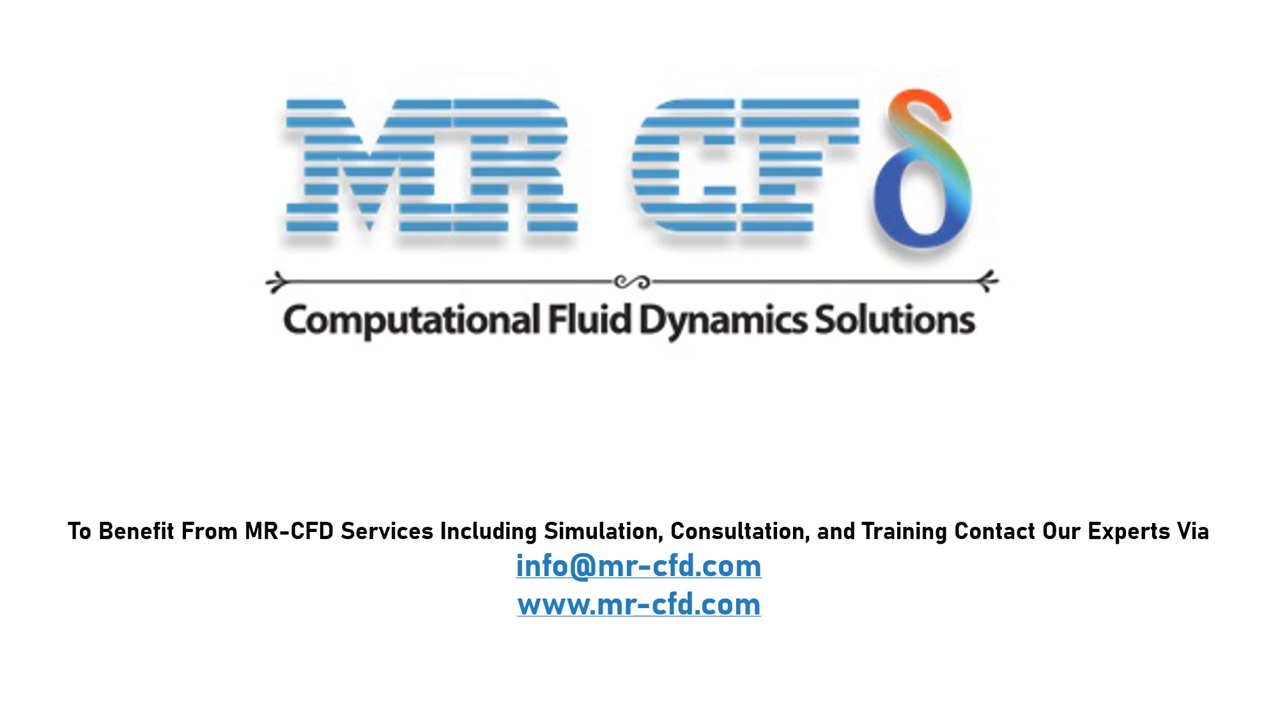 MR CFδ
Computational Fluid Dynamics Solutions
To Benefit From MR-CFD Services Including Simulation, Consultation, and Training Contact Our Experts Via
info@mr-cfd.com
www.mr-cfd.com